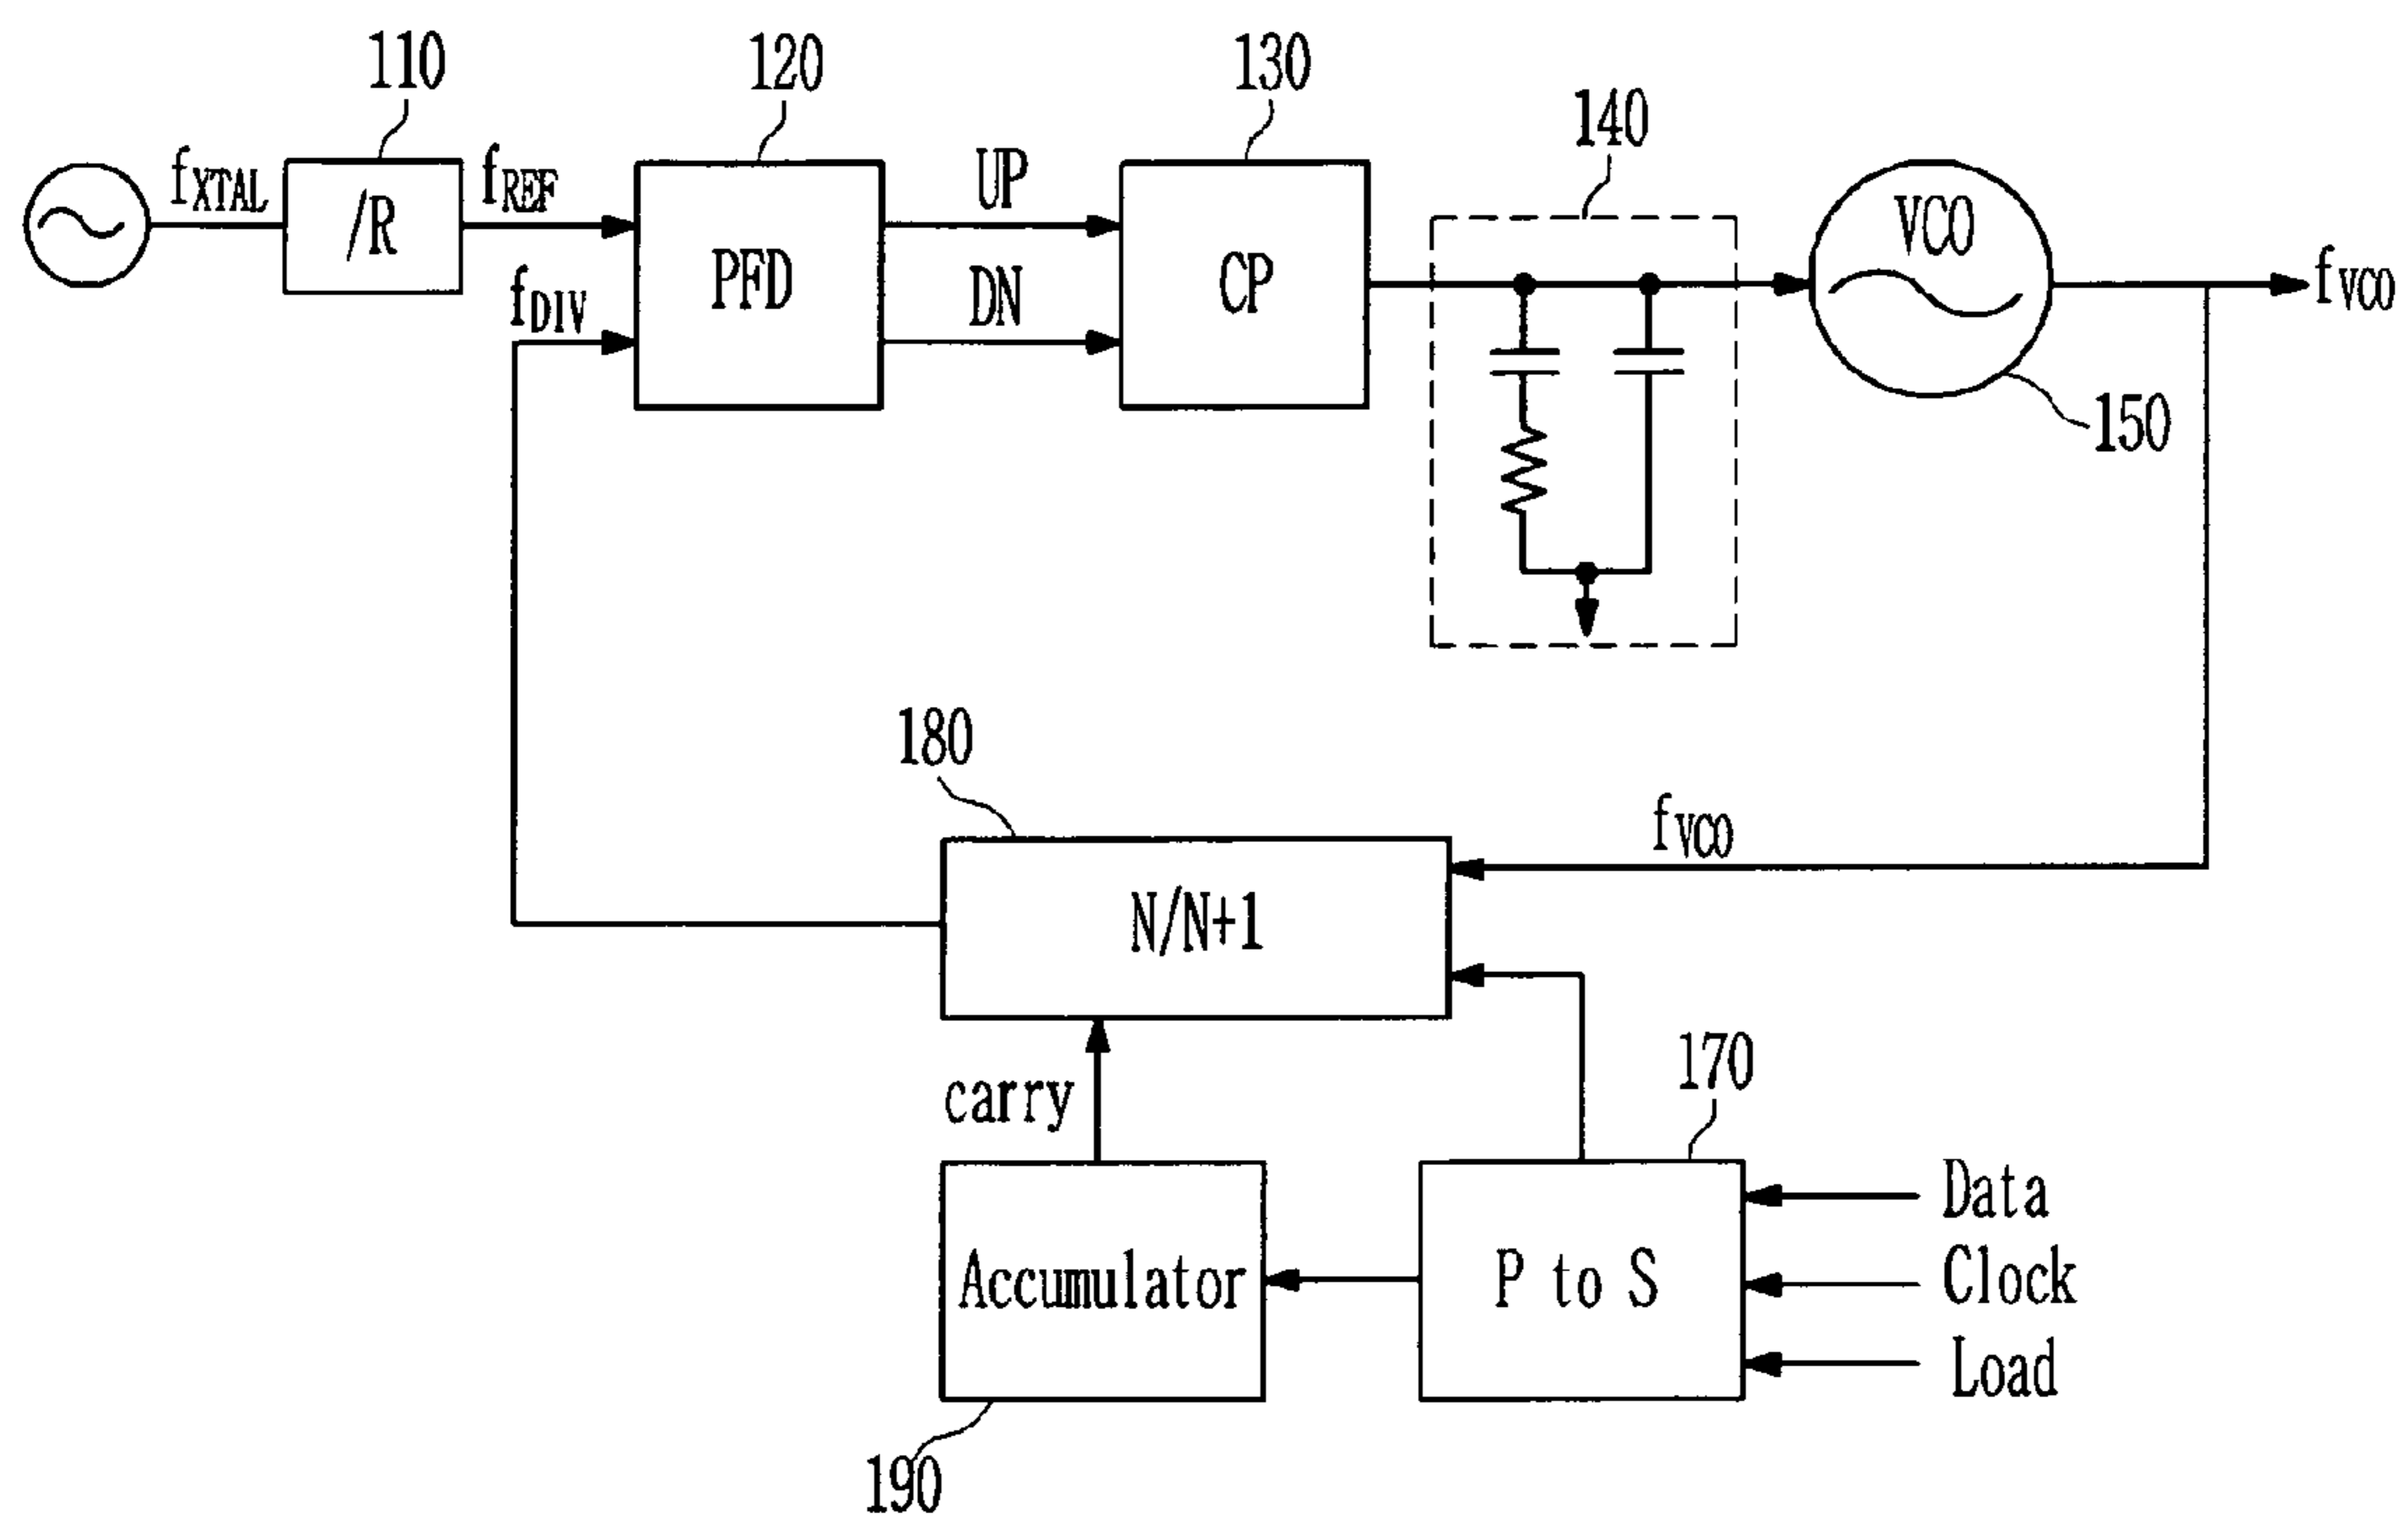 110
120
130
140
fXTAL
/R
fREF
fDIV
PFD
UP
DN
CP
VCO
fVCO
150
180
N/N+1
fVCO
carry
170
Accumulator
P to S
Data
Clock
Load
190